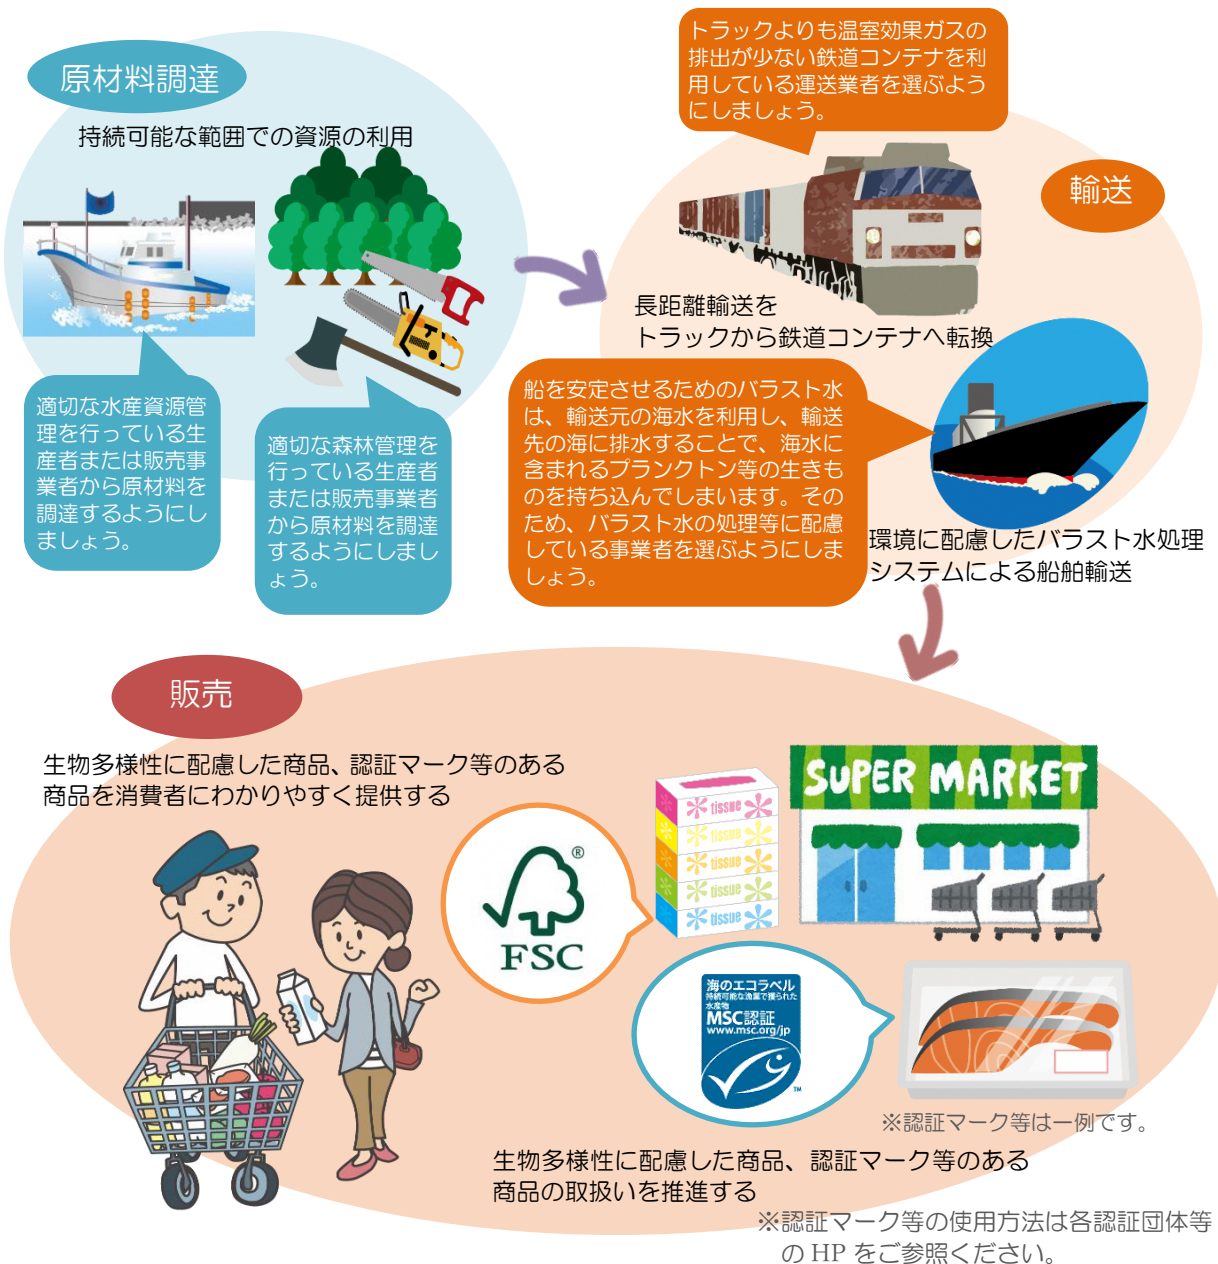 原材料調達
持続可能な範囲での資源の利用
適切な水産資源管
理を行っている生
産者または販売事
業者から原材料を
調達するようにし
ましょう。
適切な森林管理を
行っている生産者
または販売事業者
から原材料を調達
するようにしまし
ょう。
トラックよりも温室効果ガスの
排出が少ない鉄道コンテナを利
用している運送業者を選ぶよう
にしましょう。
輸送
長距離輸送を
トラックから鉄道コンテナへ転換
船を安定させるためのバラスト水
は、輸送元の海水を利用し、輸送
先の海に排水することで、海水に
含まれるプランクトン等の生きも
のを持ち込んでしまいます。その
ため、バラスト水の処理等に配慮
している事業者を選ぶようにしま
しょう。
環境に配慮したバラスト水処理
システムによる船舶輸送
販売
生物多様性に配慮した商品、認証マーク等のある
商品を消費者にわかりやすく提供する
SUPER MARKET
tissue
tissue
tissue
tissue
tissue
®
FSC
海のエコラベル
持続可能な漁業で獲られた
水産物
MSC認証
www.msc.org/jp
TM
※認証マーク等は一例です。
生物多様性に配慮した商品、認証マーク等のある
商品の取扱いを推進する
※認証マーク等の使用方法は各認証団体等
の HP をご参照ください。